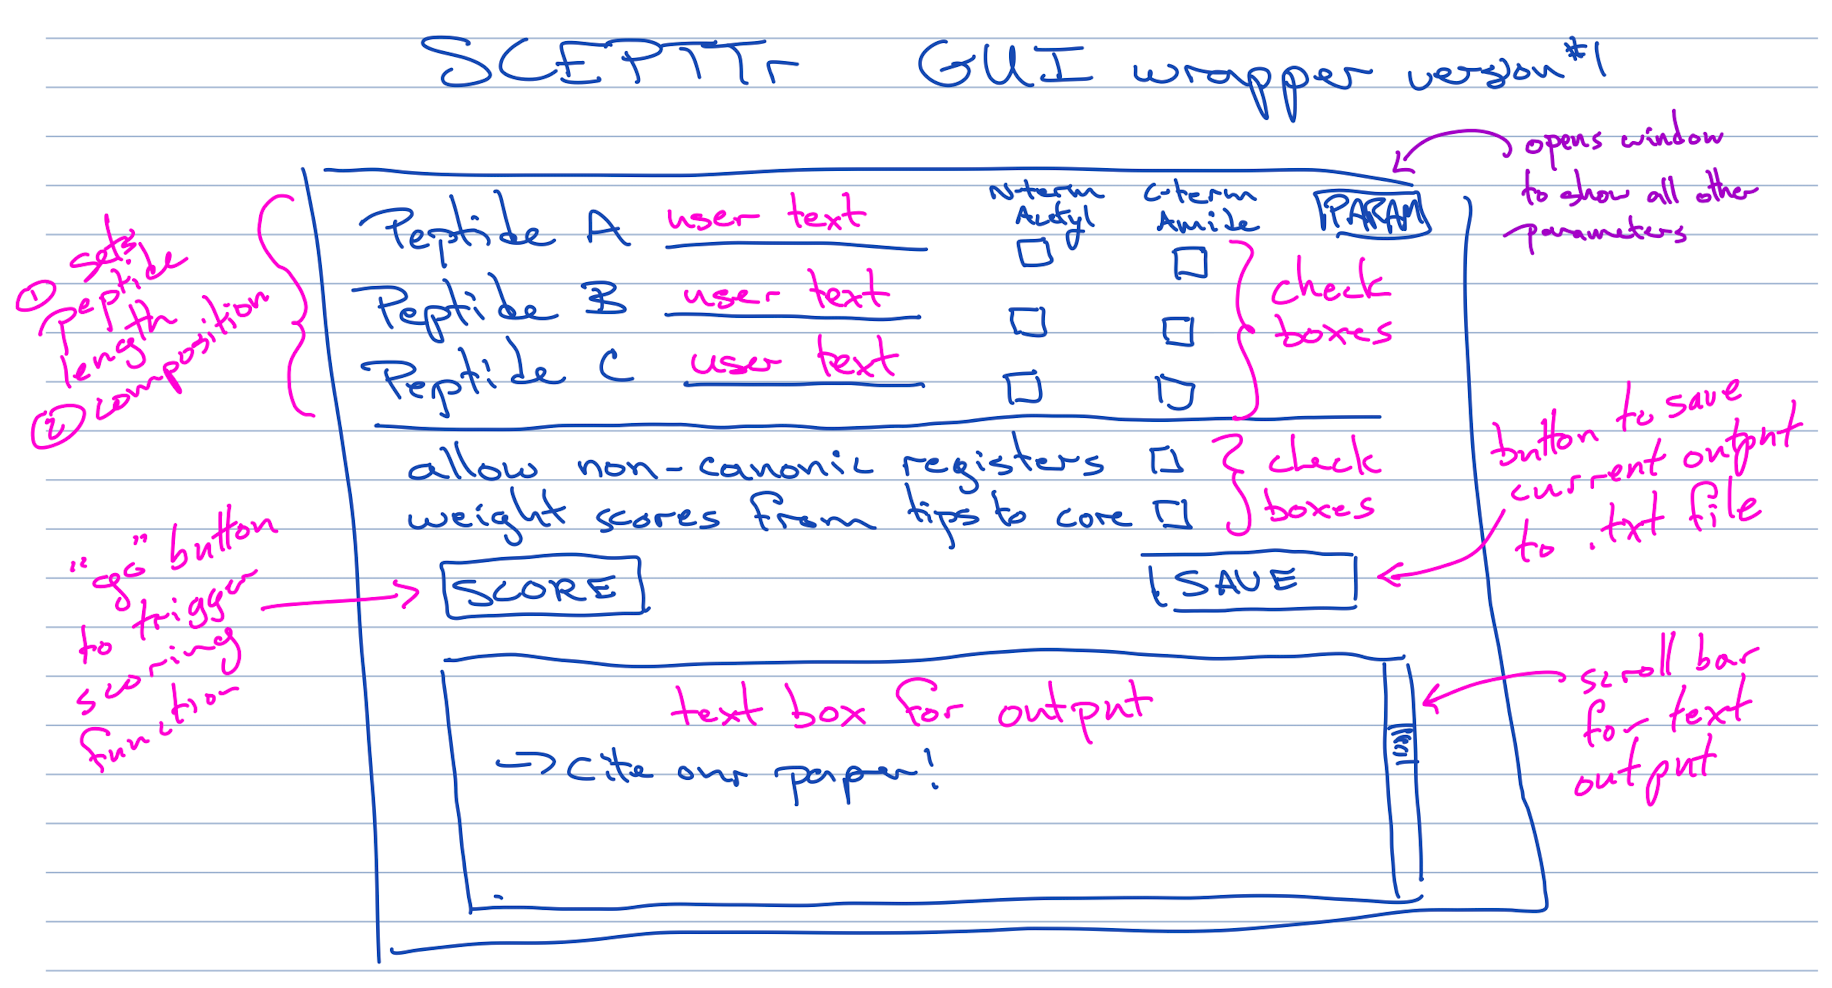 SCEPTTr GUI wrapper version #1
opens window
to show all other
parameters
N-term
Acetyl
C-term
Amide
PARAM
Peptide A user text
Peptide B user text
Peptide C user text
check
boxes
① sets
peptide
length
② composition
allow non-canonic registers
weight scores from tips to core
check
boxes
button to save
current output
to .txt file
"go" button
to trigger
scoring
function
SCORE
SAVE
text box for output
→ cite our paper!
scroll bar
for text
output